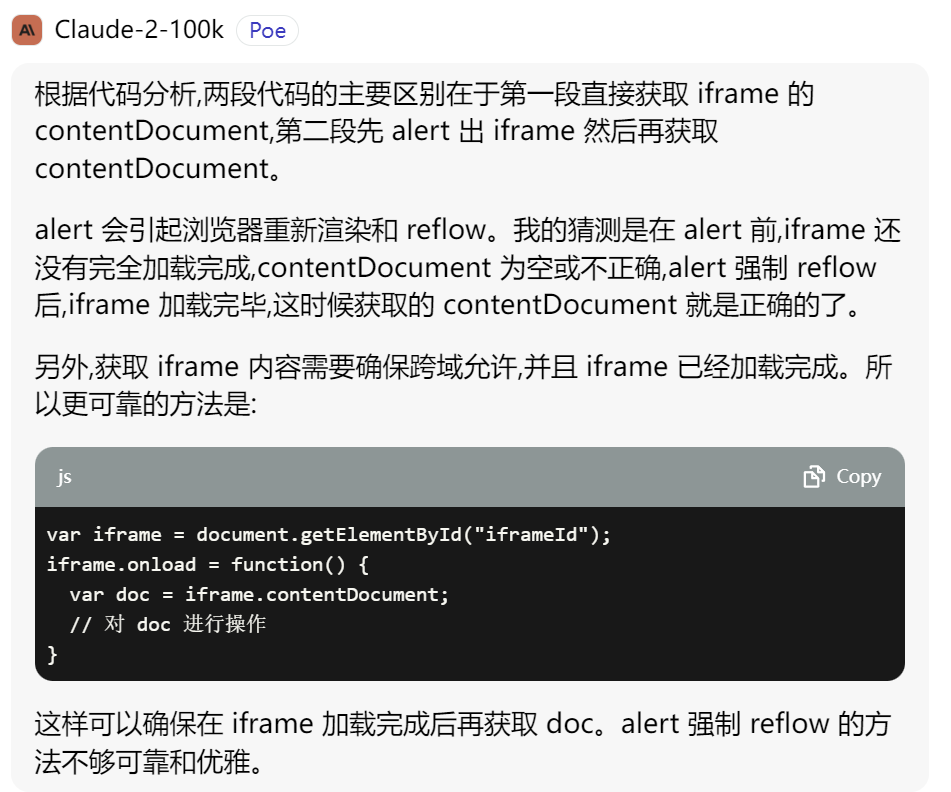 Claude-2-100k Poe
根据代码分析,两段代码的主要区别在于第一段直接获取 iframe 的
contentDocument,第二段先 alert 出 iframe 然后再获取
contentDocument。
alert 会引起浏览器重新渲染和 reflow。我的猜测是在 alert 前,iframe 还
没有完全加载完成,contentDocument 为空或不正确,alert 强制 reflow
后,iframe 加载完毕,这时候获取的 contentDocument 就是正确的了。
另外,获取 iframe 内容需要确保跨域允许,并且 iframe 已经加载完成。所
以更可靠的方法是:
js Copy
var iframe = document.getElementById("iframeId");
iframe.onload = function() {
  var doc = iframe.contentDocument;
  // 对 doc 进行操作
}
这样可以确保在 iframe 加载完成后再获取 doc。alert 强制 reflow 的方
法不够可靠和优雅。